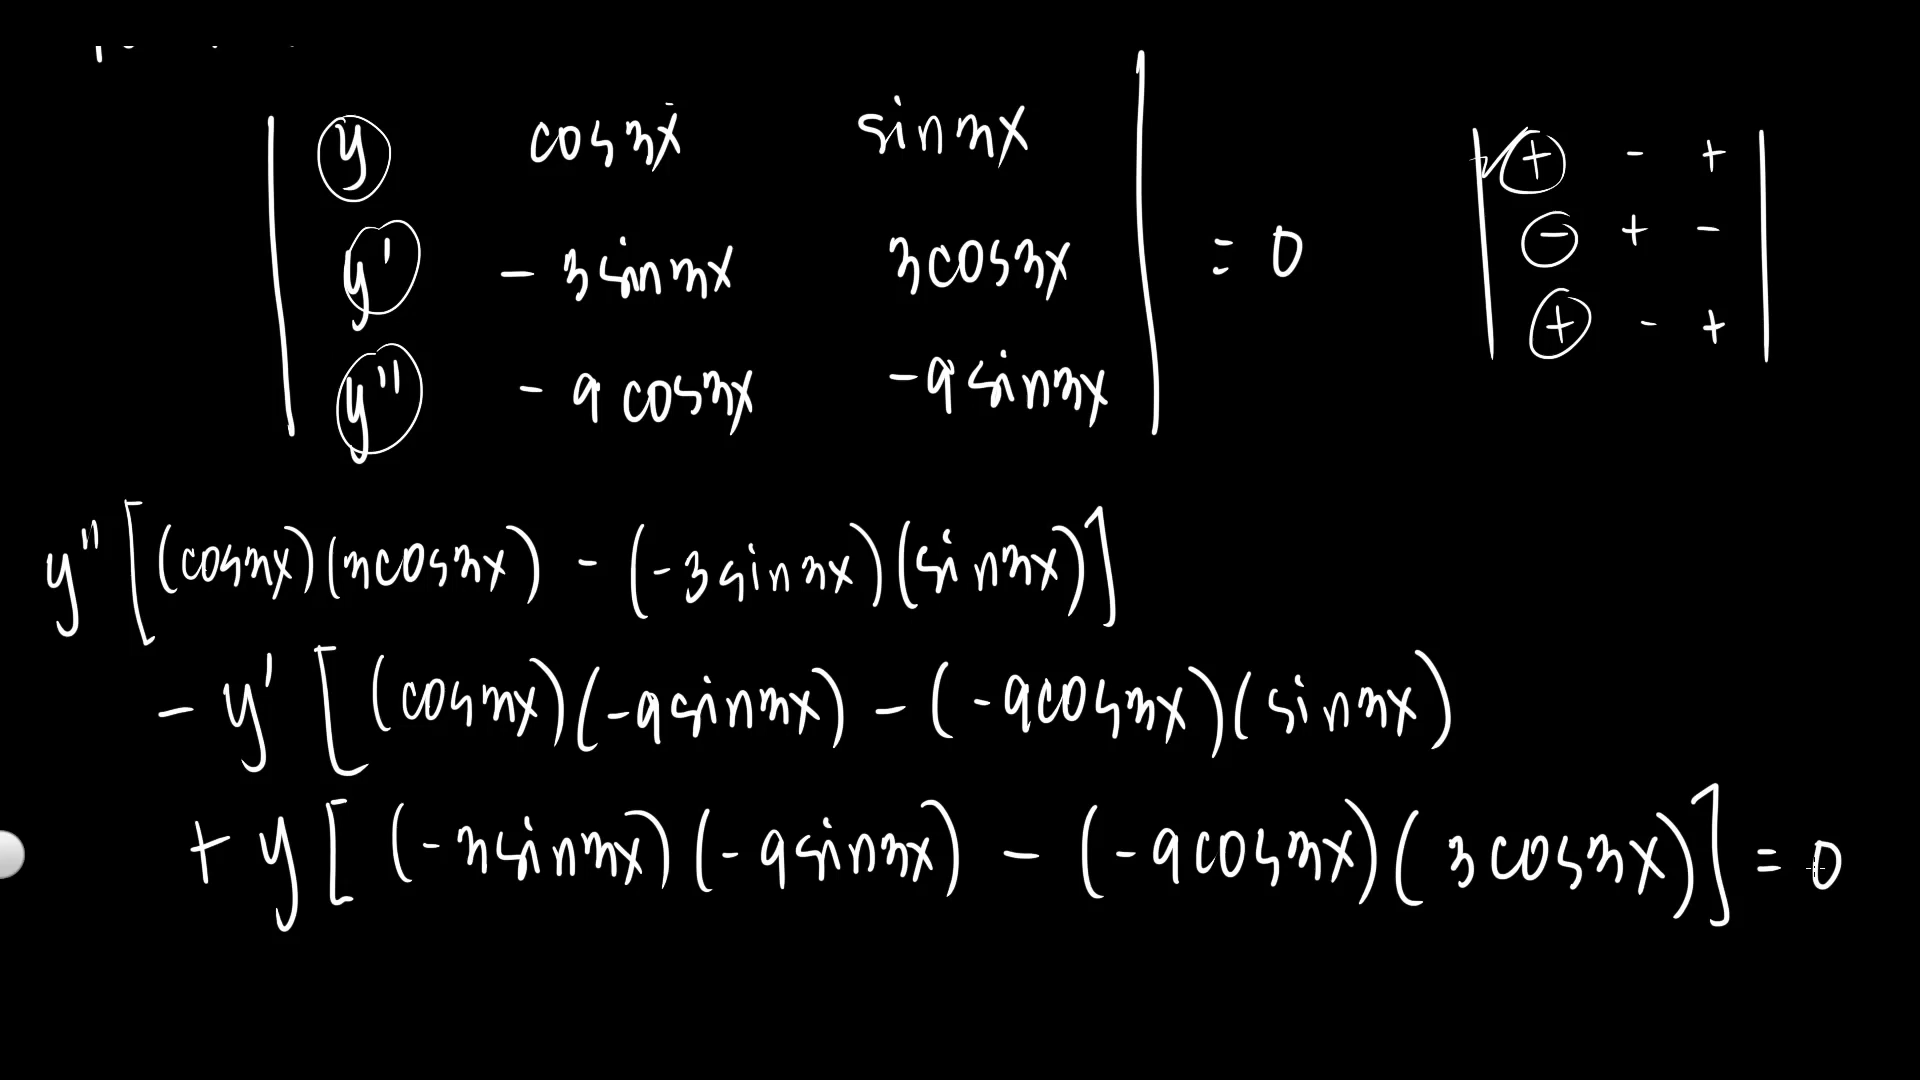 y cos3x sin3x
y' -3sin3x 3cos3x = 0
y'' -9cos3x -9sin3x
+ - +
- + -
+ - +
y''[(cos3x)(3cos3x) - (-3sin3x)(sin3x)]
- y'[(cos3x)(-9sin3x) - (-9cos3x)(sin3x)
+ y[(-3sin3x)(-9sin3x) - (-9cos3x)(3cos3x)] = 0